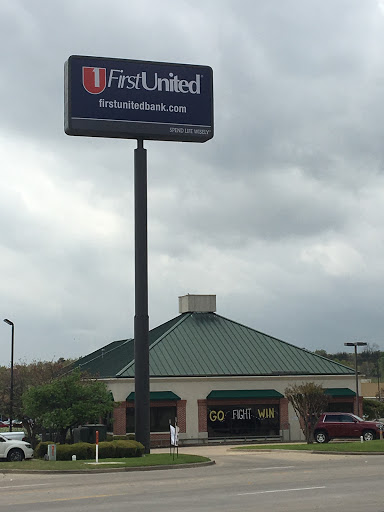 1 FirstUnited
firstunitedbank.com
SPEND LIFE WISELY
GO FIGHT WIN